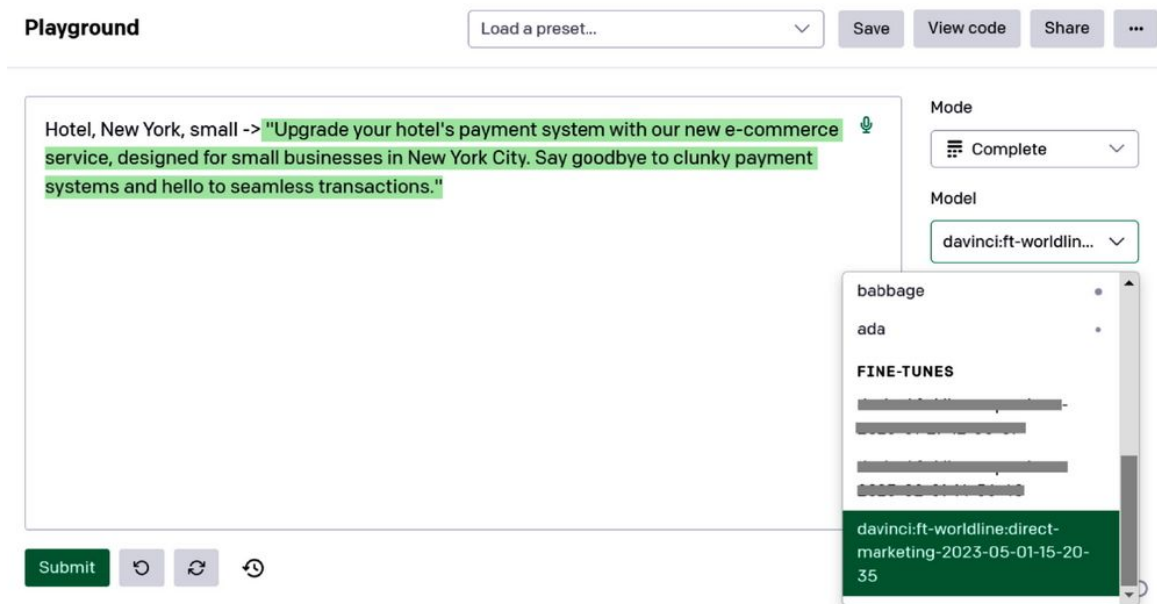 Playground
Load a preset...
Save
View code
Share
...
Hotel, New York, small -> "Upgrade your hotel's payment system with our new e-commerce
service, designed for small businesses in New York City. Say goodbye to clunky payment
systems and hello to seamless transactions."
Mode
Complete
Model
davinci:ft-worldlin...
babbage
ada
FINE-TUNES
davinci:ft-worldline:direct-
marketing-2023-05-01-15-20-
35
Submit